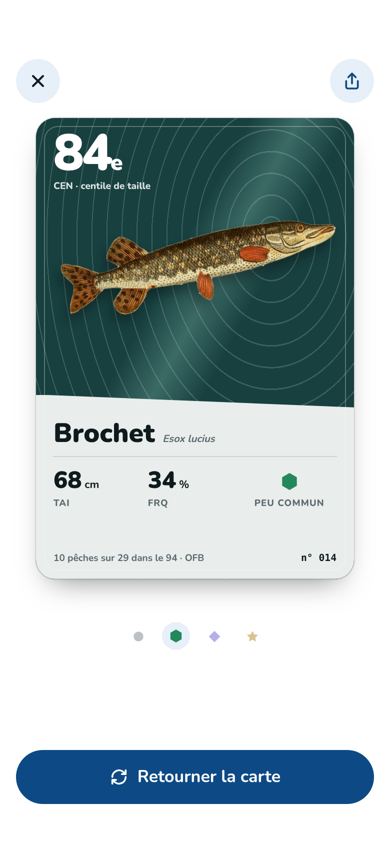 84e
CEN · centile de taille
Brochet Esox lucius
68 cm 34 %
TAI FRQ PEU COMMUN
10 pêches sur 29 dans le 94 · OFB n° 014
Retourner la carte